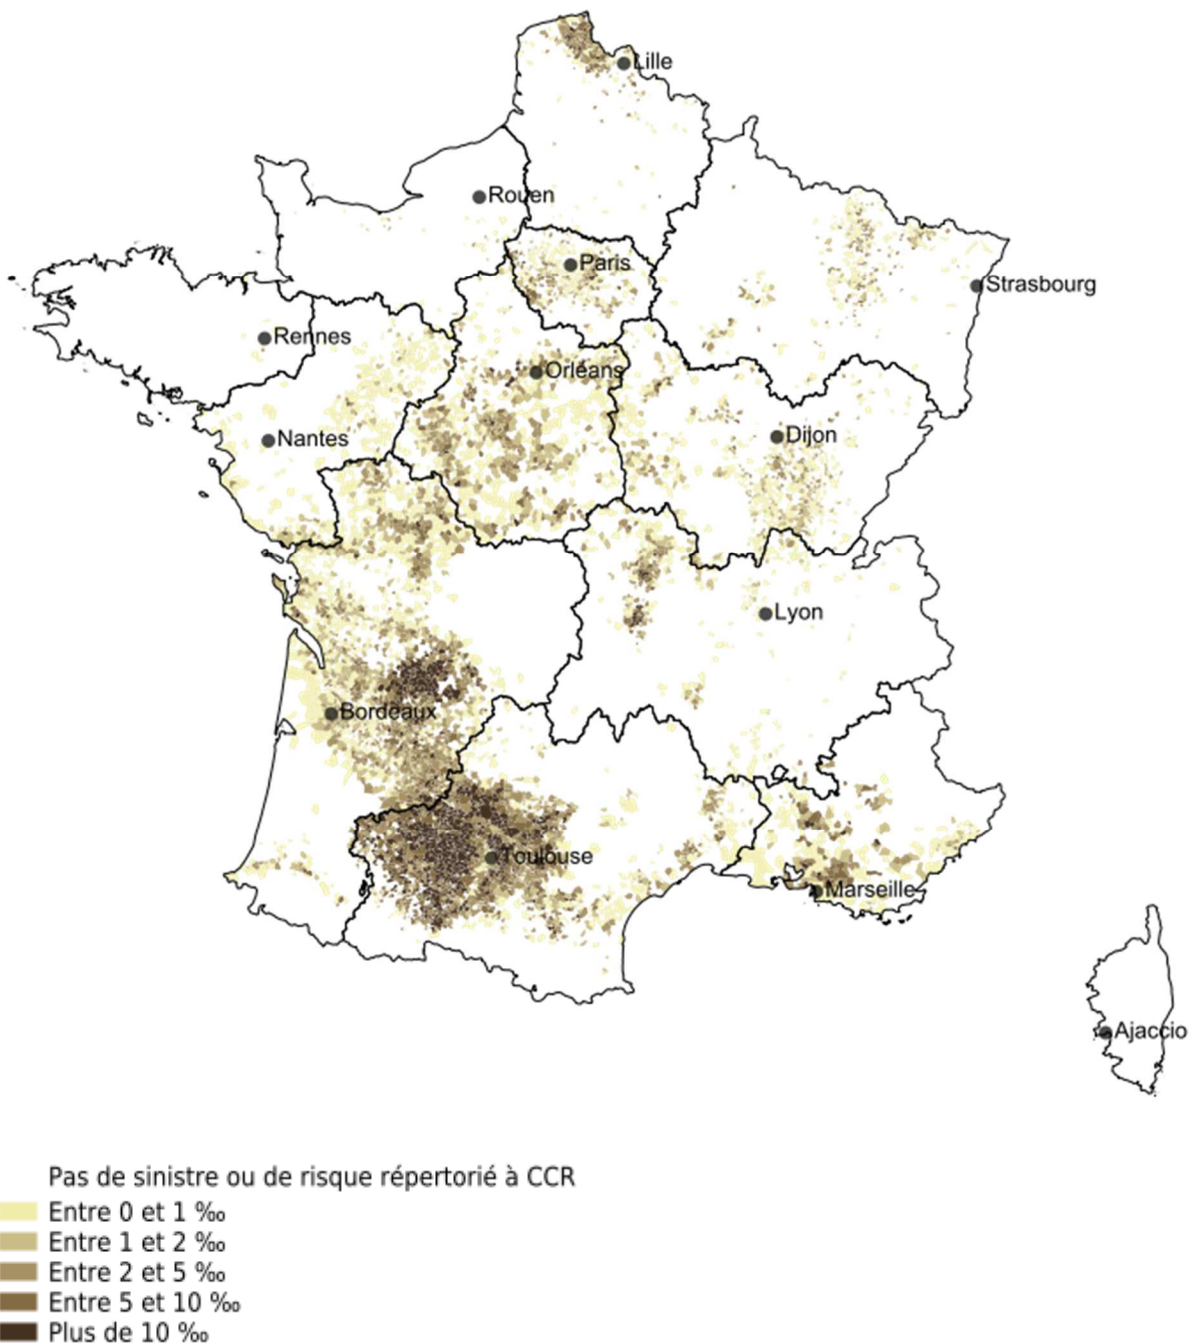 Lille
Rouen
Paris
Strasbourg
Rennes
Orléans
Nantes
Dijon
Lyon
Bordeaux
Toulouse
Marseille
Ajaccio
Pas de sinistre ou de risque répertorié à CCR
Entre 0 et 1 ‰
Entre 1 et 2 ‰
Entre 2 et 5 ‰
Entre 5 et 10 ‰
Plus de 10 ‰